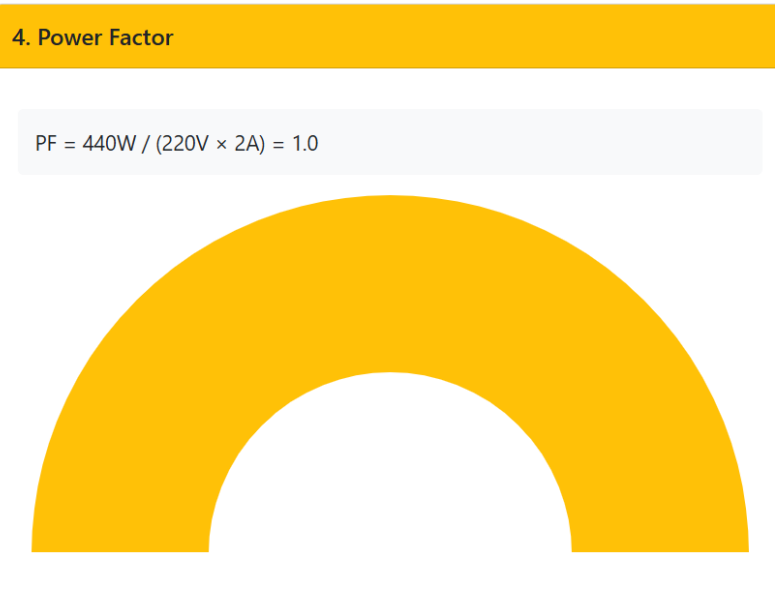 4. Power Factor
PF = 440W / (220V × 2A) = 1.0